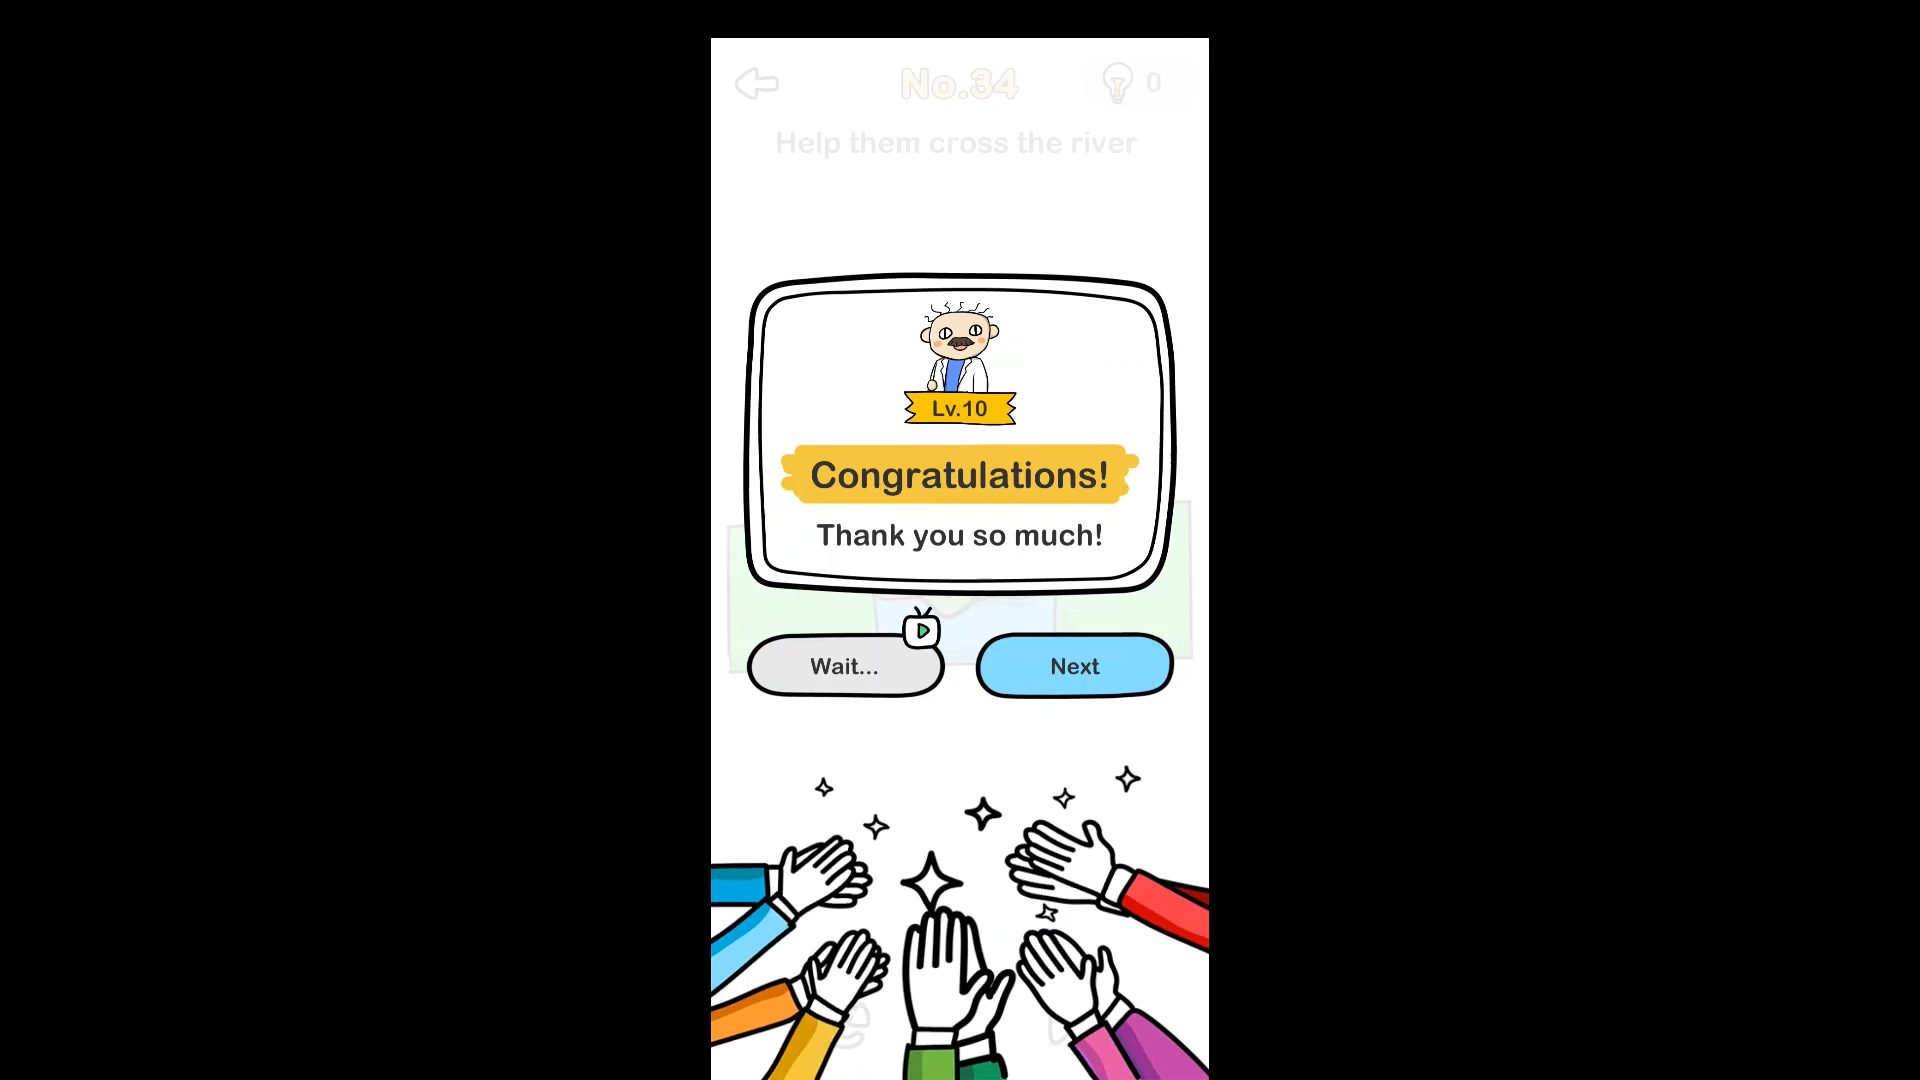 No.34
0
Help them cross the river
Lv.10
Congratulations!
Thank you so much!
Wait...
Next